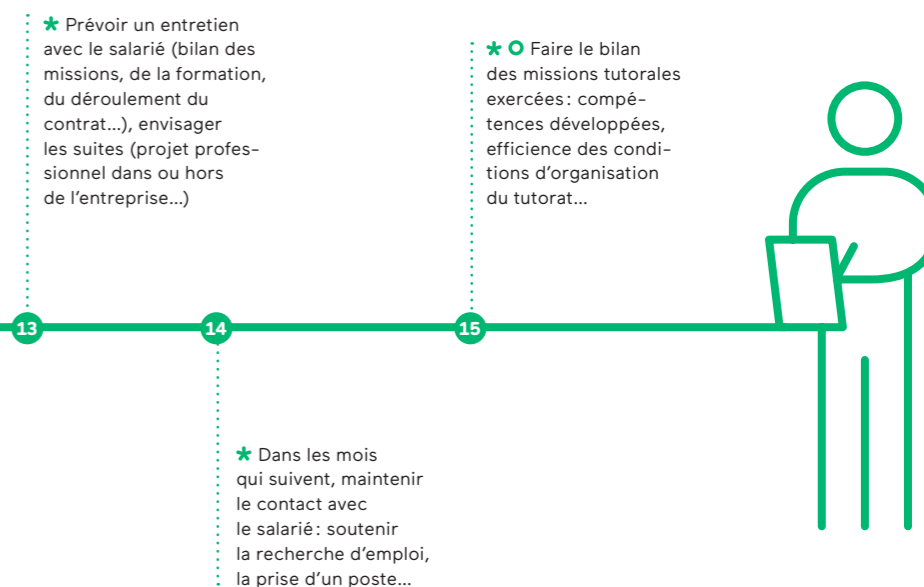 * Prévoir un entretien
avec le salarié (bilan des
missions, de la formation,
du déroulement du
contrat...), envisager
les suites (projet profes-
sionnel dans ou hors
de l'entreprise...)
* O Faire le bilan
des missions tutorales
exercées : compé-
tences développées,
efficience des condi-
tions d'organisation
du tutorat...
13
14
15
* Dans les mois
qui suivent, maintenir
le contact avec
le salarié : soutenir
la recherche d'emploi,
la prise d'un poste...